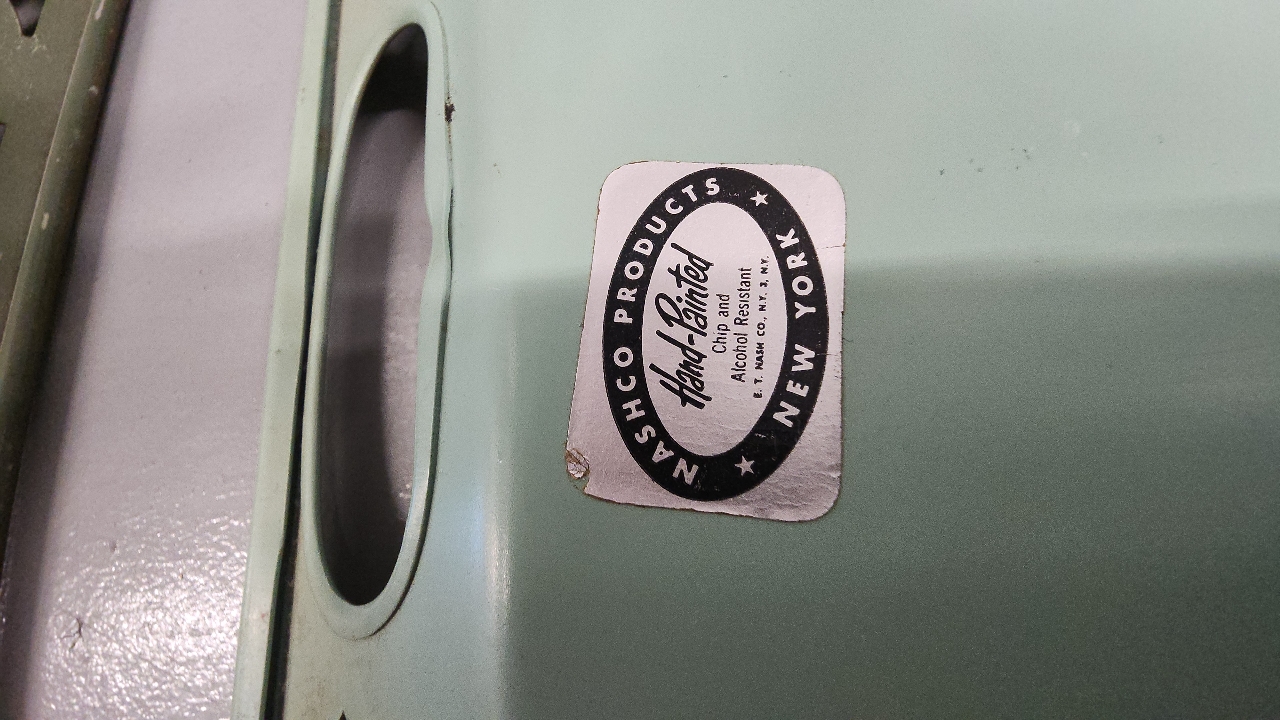 NASHCO PRODUCTS
Hand-Painted
Chip and
Alcohol Resistant
E. T. NASH CO., N.Y. 3, N.Y.
★ NEW YORK ★